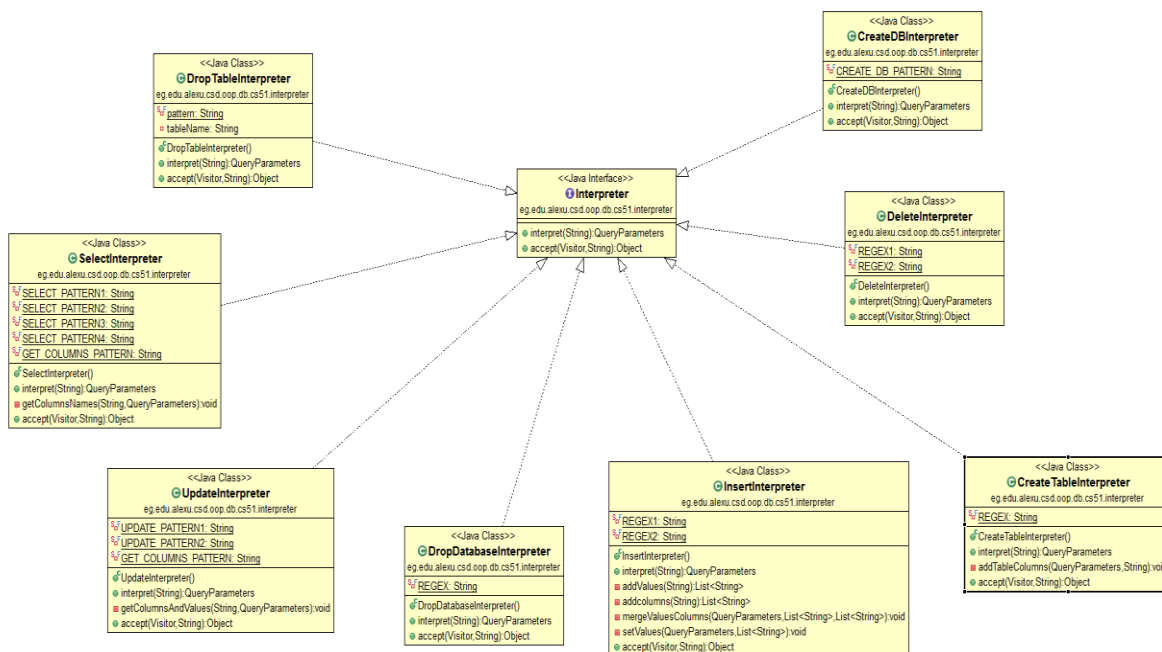 <<Java Class>>
CreateDBInterpreter
eg.edu.alexu.csd.oop.db.cs51.interpreter
CREATE_DB_PATTERN: String
CreateDBInterpreter()
interpret(String):QueryParameters
accept(Visitor,String):Object
<<Java Class>>
DropTableInterpreter
eg.edu.alexu.csd.oop.db.cs51.interpreter
pattern: String
tableName: String
DropTableInterpreter()
interpret(String):QueryParameters
accept(Visitor,String):Object
<<Java Interface>>
Interpreter
eg.edu.alexu.csd.oop.db.cs51.interpreter
interpret(String):QueryParameters
accept(Visitor,String):Object
<<Java Class>>
DeleteInterpreter
eg.edu.alexu.csd.oop.db.cs51.interpreter
REGEX1: String
REGEX2: String
DeleteInterpreter()
interpret(String):QueryParameters
accept(Visitor,String):Object
<<Java Class>>
SelectInterpreter
eg.edu.alexu.csd.oop.db.cs51.interpreter
SELECT_PATTERN1: String
SELECT_PATTERN2: String
SELECT_PATTERN3: String
SELECT_PATTERN4: String
GET_COLUMNS_PATTERN: String
SelectInterpreter()
interpret(String):QueryParameters
getColumnsNames(String,QueryParameters):void
accept(Visitor,String):Object
<<Java Class>>
UpdateInterpreter
eg.edu.alexu.csd.oop.db.cs51.interpreter
UPDATE_PATTERN1: String
UPDATE_PATTERN2: String
GET_COLUMNS_PATTERN: String
UpdateInterpreter()
interpret(String):QueryParameters
getColumnsAndValues(String,QueryParameters):void
accept(Visitor,String):Object
<<Java Class>>
DropDatabaseInterpreter
eg.edu.alexu.csd.oop.db.cs51.interpreter
REGEX: String
DropDatabaseInterpreter()
interpret(String):QueryParameters
accept(Visitor,String):Object
<<Java Class>>
InsertInterpreter
eg.edu.alexu.csd.oop.db.cs51.interpreter
REGEX1: String
REGEX2: String
InsertInterpreter()
interpret(String):QueryParameters
addValues(String):List<String>
addcolumns(String):List<String>
mergeValuesColumns(QueryParameters,List<String>,List<String>):void
setValues(QueryParameters,List<String>):void
accept(Visitor,String):Object
<<Java Class>>
CreateTableInterpreter
eg.edu.alexu.csd.oop.db.cs51.interpreter
REGEX: String
CreateTableInterpreter()
interpret(String):QueryParameters
addTableColumns(QueryParameters,String):void
accept(Visitor,String):Object